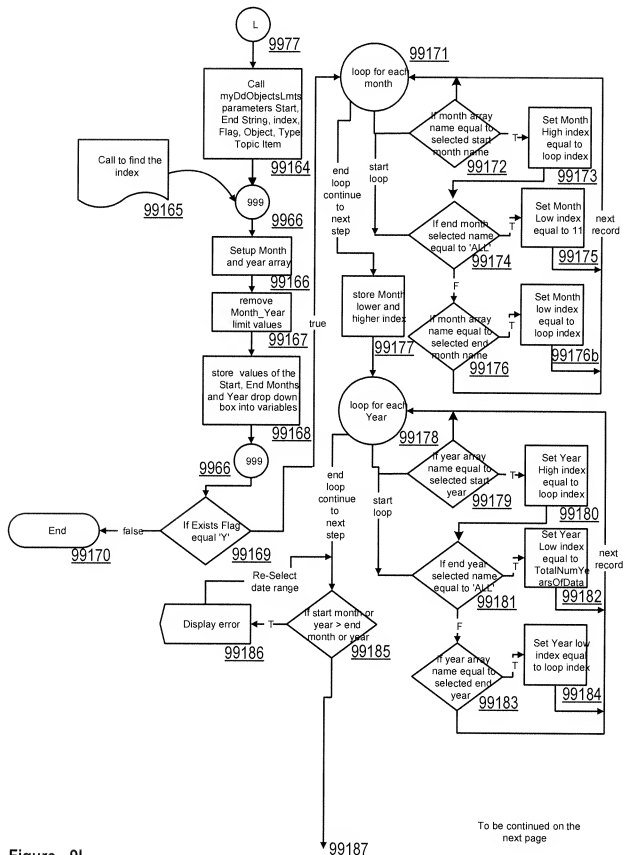 L
9977
Call
myDdObjectsLmts
parameters Start,
End String, index,
Flag, Object, Type
Topic Item
99164
Call to find the
index
99165
999
9966
Setup Month
and year array
99166
remove
Month_Year
limit values
99167
store values of the
Start, End Months
and Year drop down
box into variables
99168
9966
999
If Exists Flag
equal 'Y'
99169
false
End
99170
true
99171
loop for each
month
end
loop
continue
to
next
step
start
loop
If month array
name equal to
selected start
month name
99172
T
Set Month
High index
equal to
loop index
99173
If end month
selected name
equal to 'ALL'
99174
T
Set Month
Low index
equal to 11
99175
next
record
F
If month array
name equal to
selected end
month name
99176
T
Set Month
low index
equal to
loop index
99176b
store Month
lower and
higher index
99177
loop for each
Year
99178
end
loop
continue
to
next
step
start
loop
If year array
name equal to
selected start
year
99179
T
Set Year
High index
equal to
loop index
99180
If end year
selected name
equal to 'ALL'
99181
T
Set Year
Low index
equal to
TotalNumYe
arsOfData
99182
next
record
F
If year array
name equal to
selected end
year
99183
T
Set Year low
index equal
to loop index
99184
Re-Select
date range
Display error
99186
T
If start month or
year > end
month or year
99185
99187
To be continued on the
next page